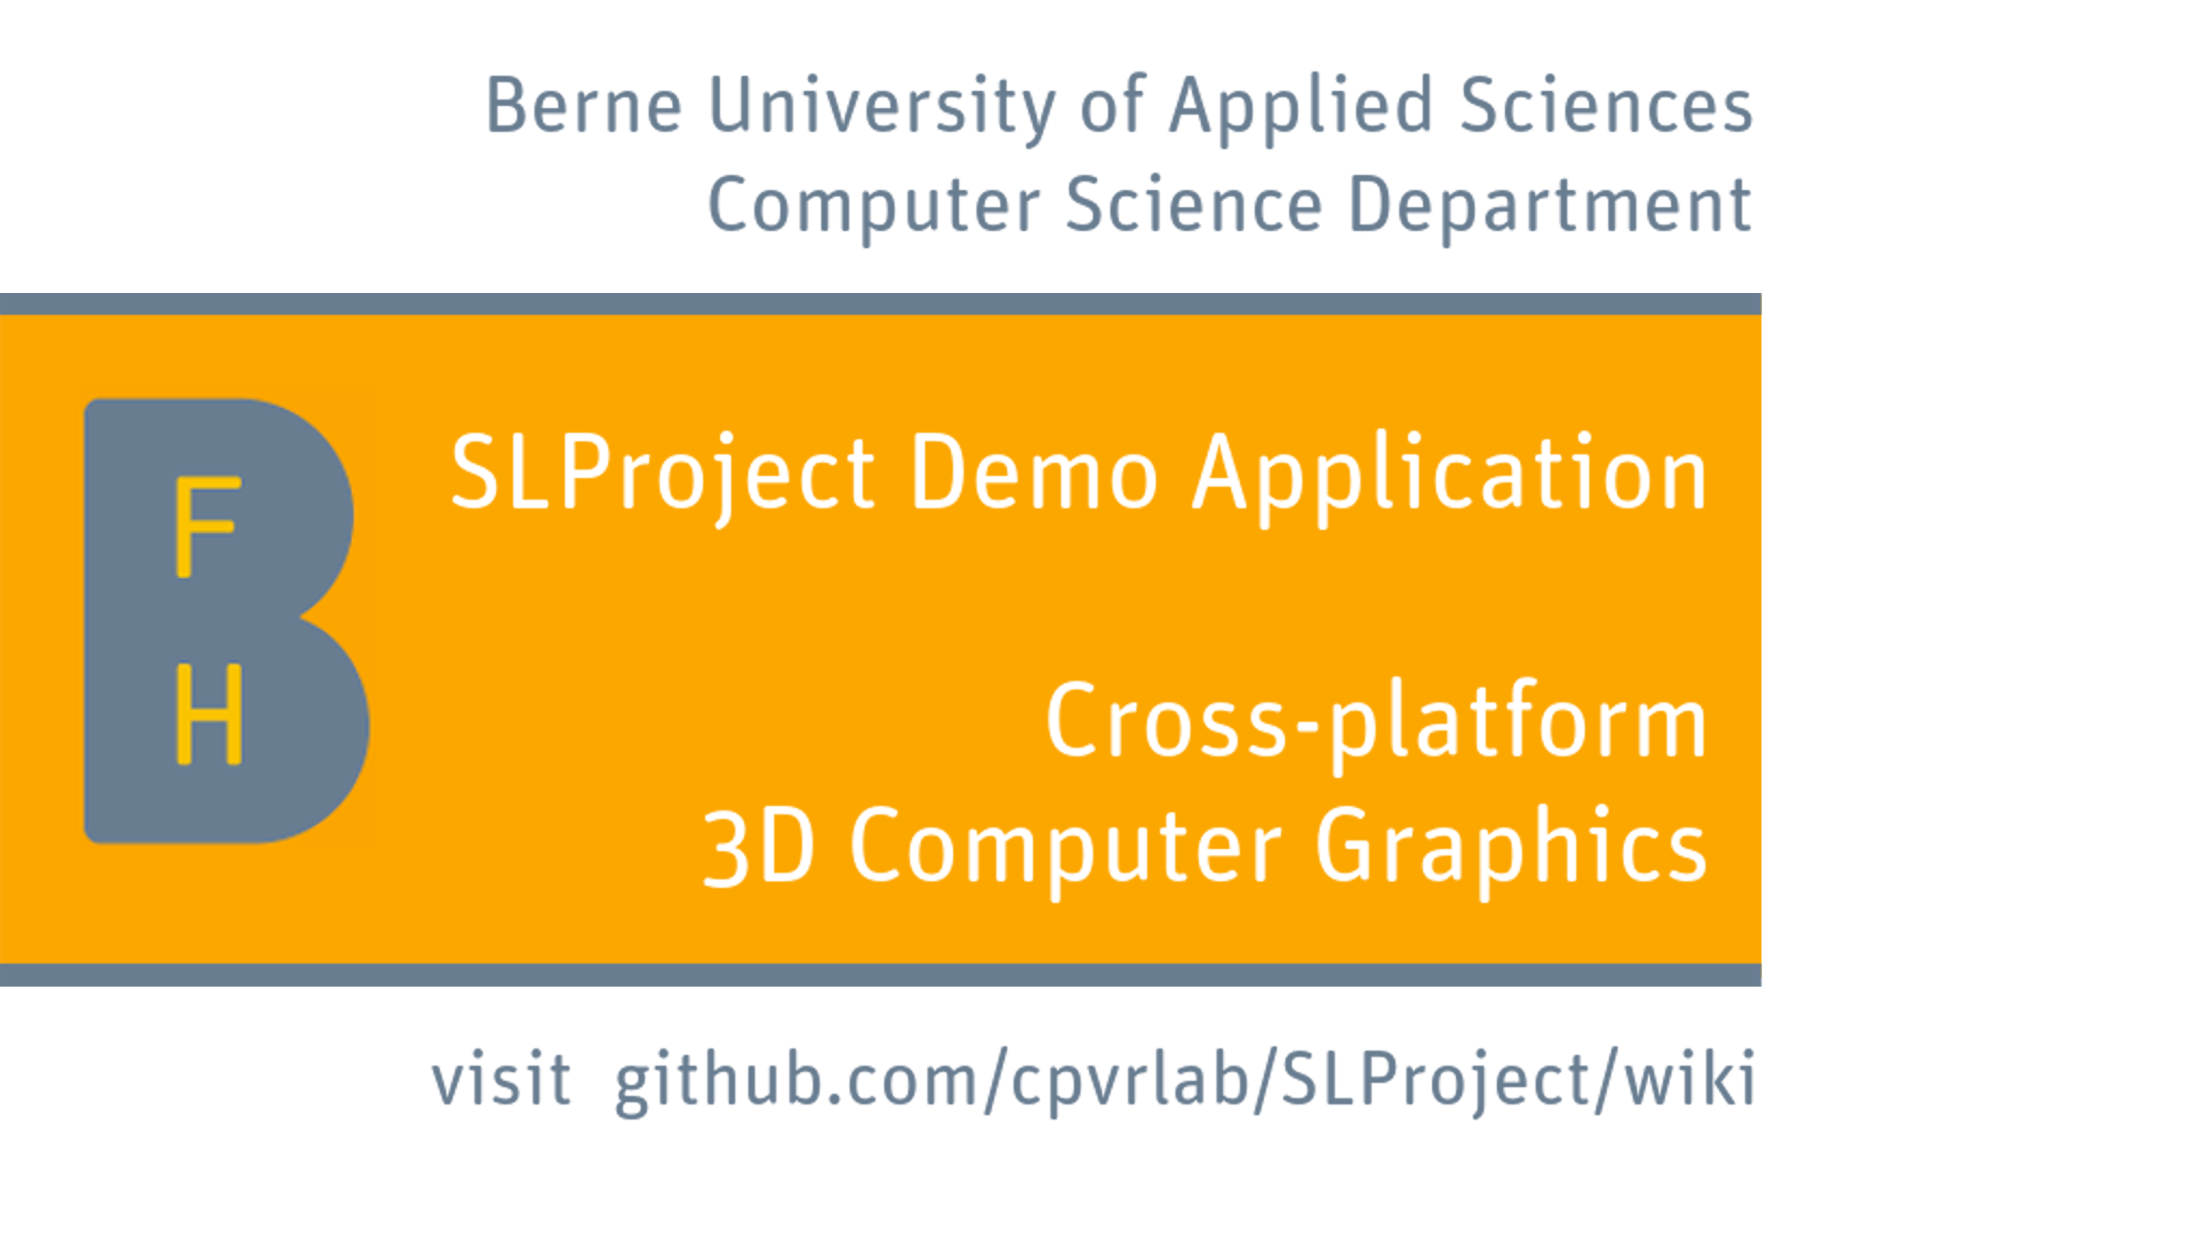 Berne University of Applied Sciences
Computer Science Department
B
F
H
SLProject Demo Application
Cross-platform
3D Computer Graphics
visit github.com/cpvrlab/SLProject/wiki